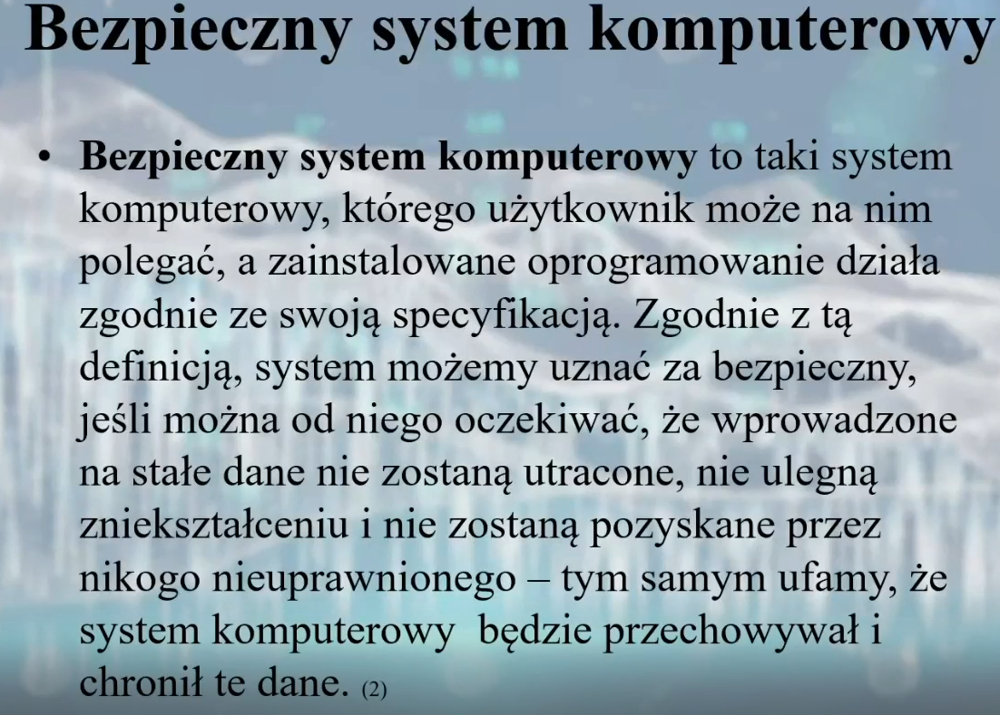 Bezpieczny system komputerowy
• Bezpieczny system komputerowy to taki system
komputerowy, którego użytkownik może na nim
polegać, a zainstalowane oprogramowanie działa
zgodnie ze swoją specyfikacją. Zgodnie z tą
definicją, system możemy uznać za bezpieczny,
jeśli można od niego oczekiwać, że wprowadzone
na stałe dane nie zostaną utracone, nie ulegną
zniekształceniu i nie zostaną pozyskane przez
nikogo nieuprawnionego – tym samym ufamy, że
system komputerowy będzie przechowywał i
chronił te dane. (2)